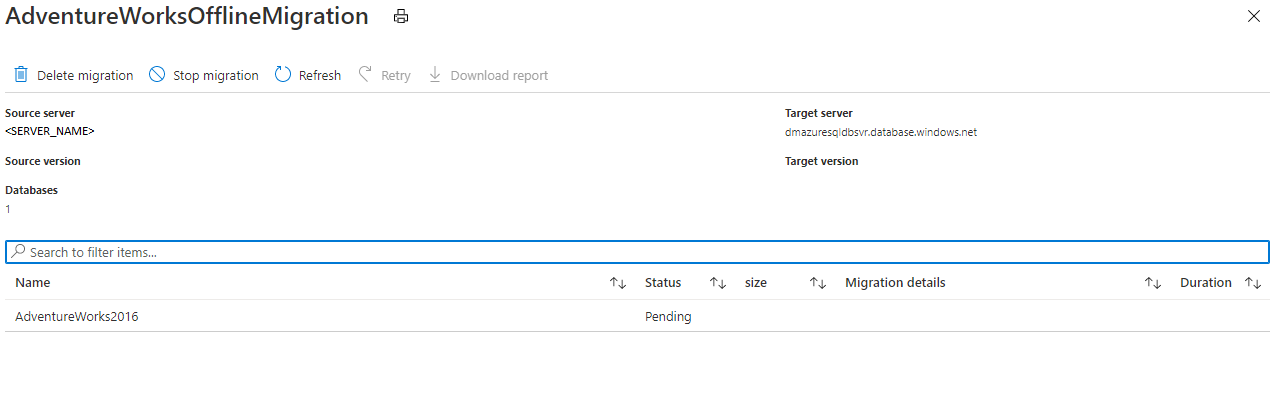 AdventureWorksOfflineMigration
Delete migration Stop migration Refresh Retry Download report
Source server Target server
<SERVER_NAME> dmazuresqldbsvr.database.windows.net
Source version Target version
Databases
1
Search to filter items...
Name Status size Migration details Duration
AdventureWorks2016 Pending